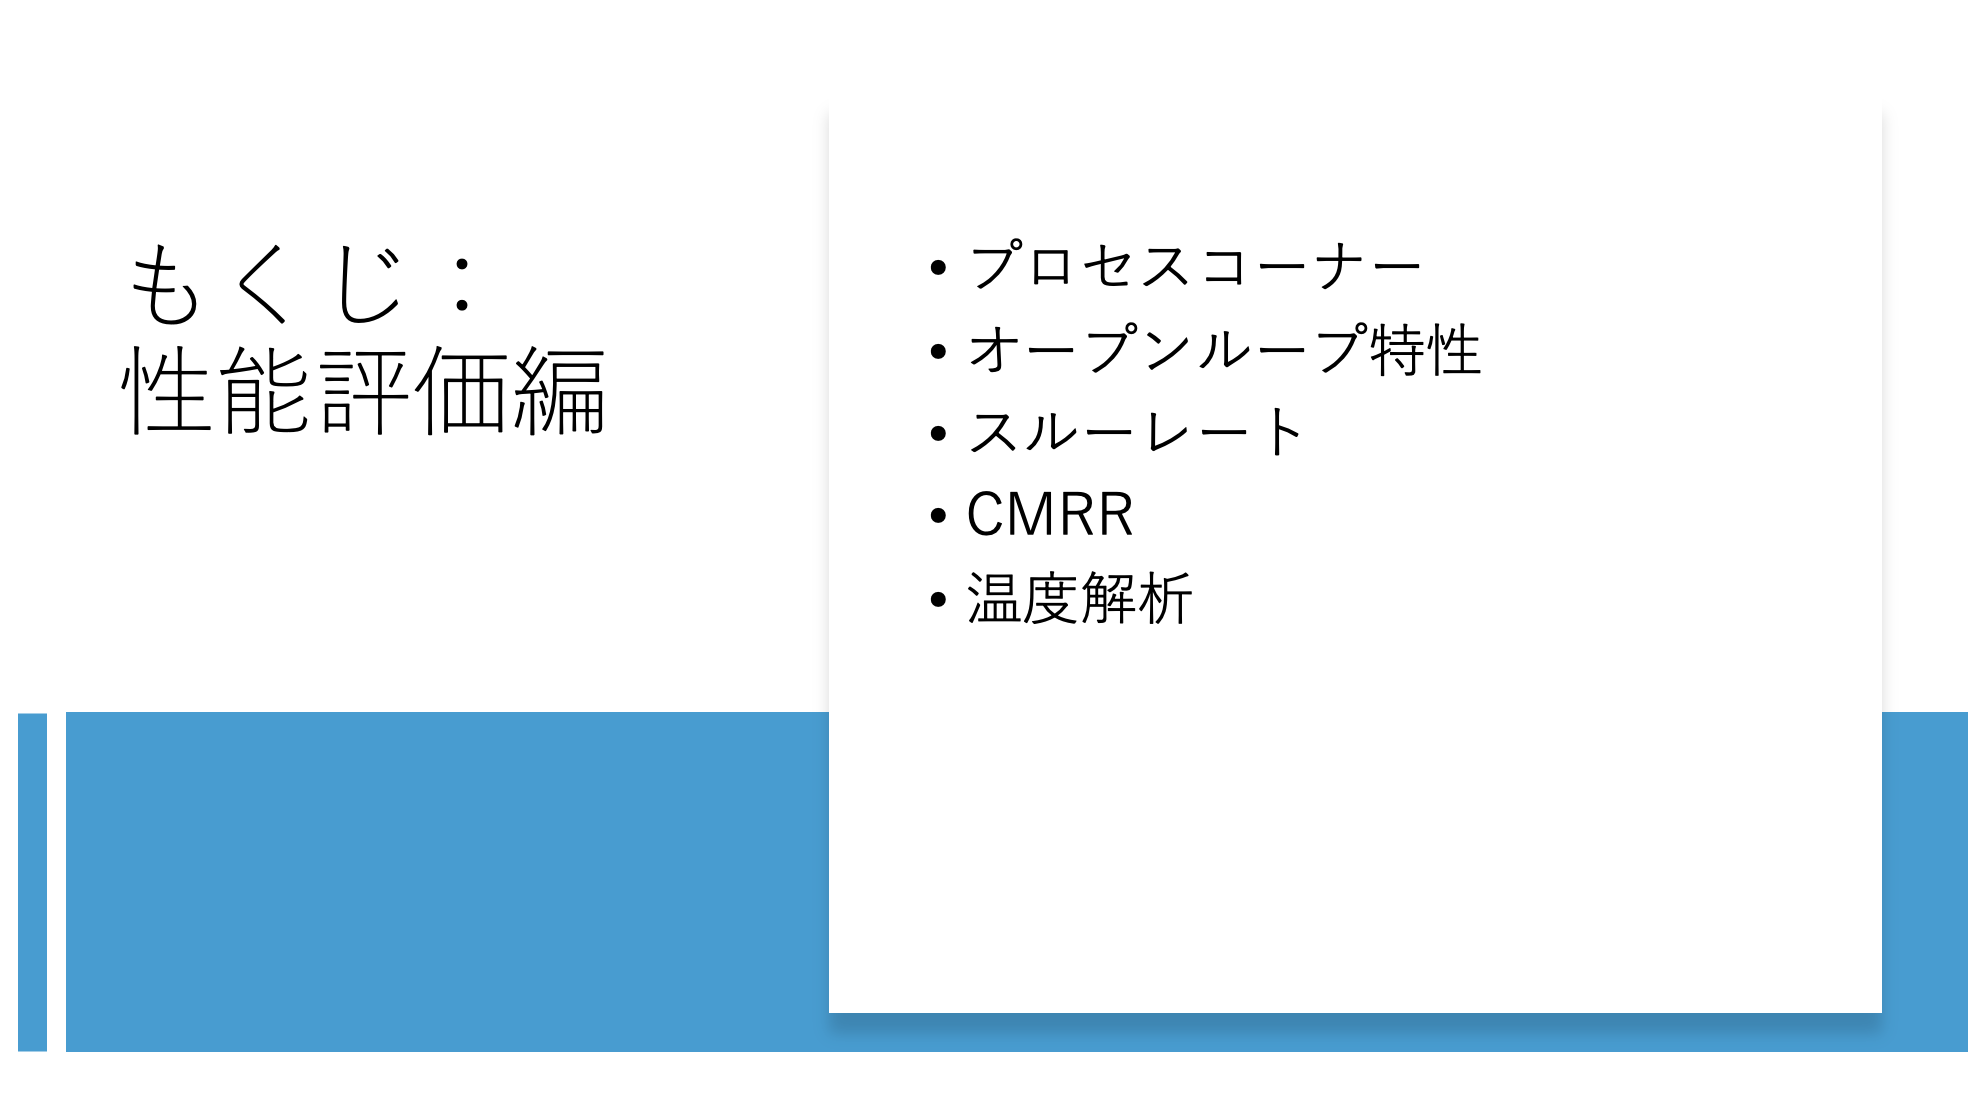 もくじ：
性能評価編
• プロセスコーナー
• オープンループ特性
• スルーレート
• CMRR
• 温度解析